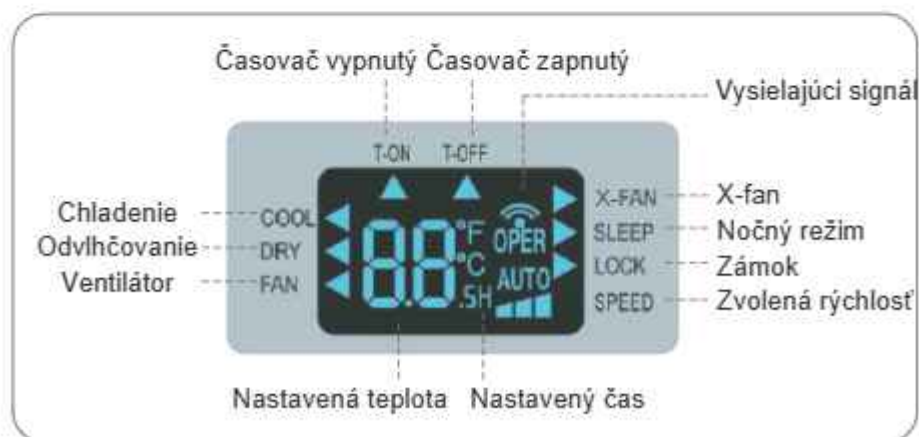 Časovač vypnutý Časovač zapnutý
Vysielajúci signál
T-ON T-OFF
Chladenie COOL 88 °F OPER X-FAN X-fan
Odvlhčovanie DRY °C SLEEP Nočný režim
Ventilátor FAN .5H AUTO LOCK Zámok
SPEED Zvolená rýchlosť
Nastavená teplota Nastavený čas